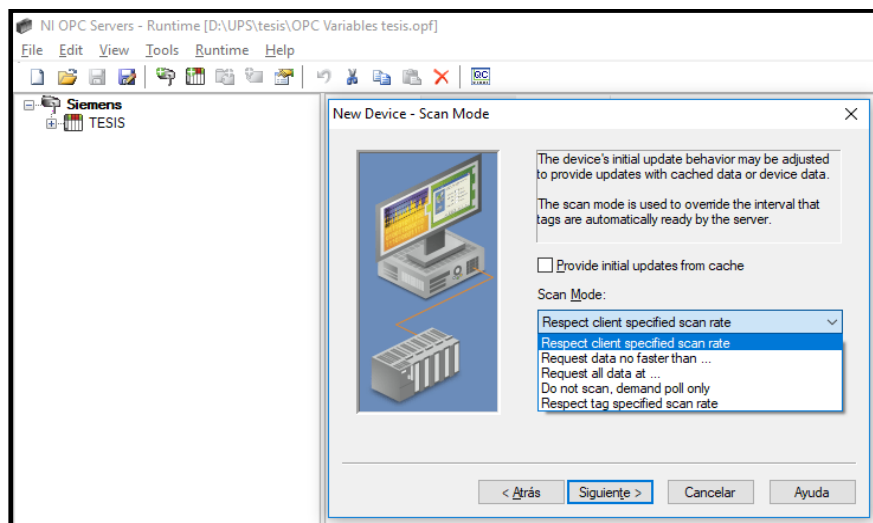 NI OPC Servers - Runtime [D:\UPS\tesis\OPC Variables tesis.opf]
File Edit View Tools Runtime Help
QC
Siemens
TESIS
New Device - Scan Mode
The device's initial update behavior may be adjusted
to provide updates with cached data or device data.
The scan mode is used to override the interval that
tags are automatically ready by the server.
Provide initial updates from cache
Scan Mode:
Respect client specified scan rate
Respect client specified scan rate
Request data no faster than ...
Request all data at ...
Do not scan, demand poll only
Respect tag specified scan rate
< Atrás Siguiente > Cancelar Ayuda